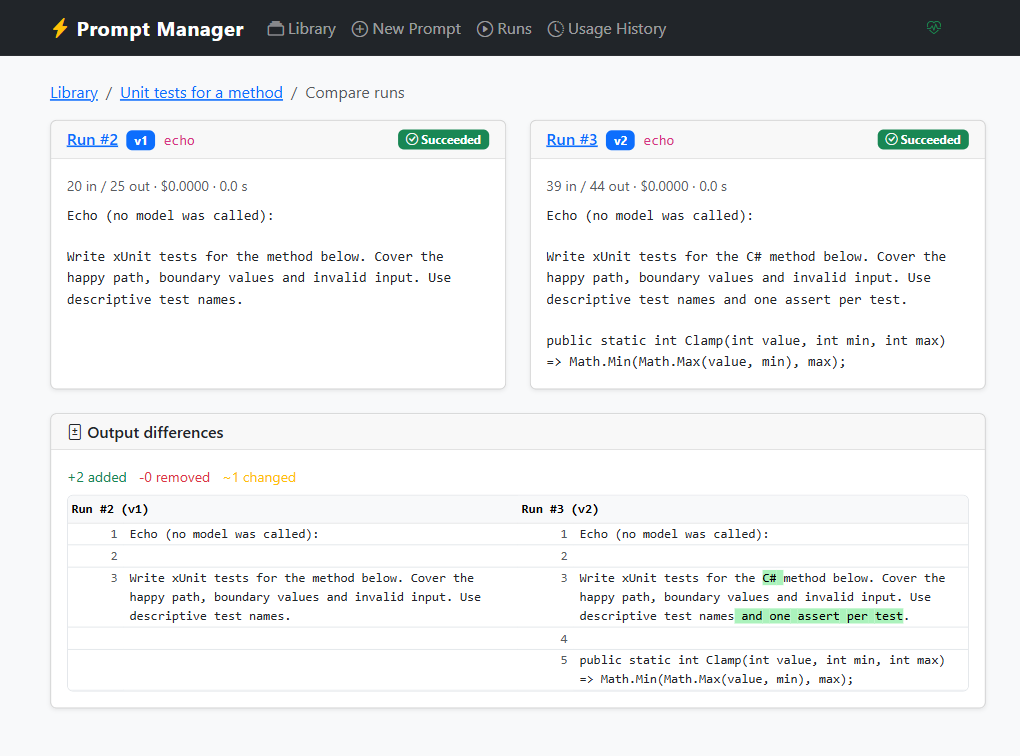 Prompt Manager Library New Prompt Runs Usage History
Library / Unit tests for a method / Compare runs
Run #2 v1 echo Succeeded
20 in / 25 out · $0.0000 · 0.0 s
Echo (no model was called):
Write xUnit tests for the method below. Cover the
happy path, boundary values and invalid input. Use
descriptive test names.
Run #3 v2 echo Succeeded
39 in / 44 out · $0.0000 · 0.0 s
Echo (no model was called):
Write xUnit tests for the C# method below. Cover the
happy path, boundary values and invalid input. Use
descriptive test names and one assert per test.
public static int Clamp(int value, int min, int max)
=> Math.Min(Math.Max(value, min), max);
Output differences
+2 added -0 removed ~1 changed
Run #2 (v1)
1 Echo (no model was called):
2
3 Write xUnit tests for the method below. Cover the
happy path, boundary values and invalid input. Use
descriptive test names.
Run #3 (v2)
1 Echo (no model was called):
2
3 Write xUnit tests for the C# method below. Cover the
happy path, boundary values and invalid input. Use
descriptive test names and one assert per test.
4
5 public static int Clamp(int value, int min, int max)
=> Math.Min(Math.Max(value, min), max);